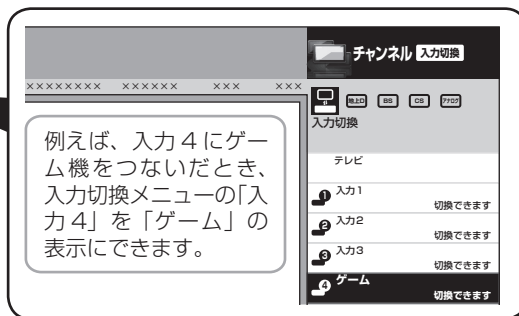 チャンネル 入力切換
×××××××× ×××××× ××× ×××
地上D BS CS アナログ
入力切換
例えば、入力4にゲー
ム機をつないだとき、
入力切換メニューの「入
力4」を「ゲーム」の
表示にできます。
テレビ
1 入力1
切換できます
2 入力2
切換できます
3 入力3
切換できます
4 ゲーム
切換できます